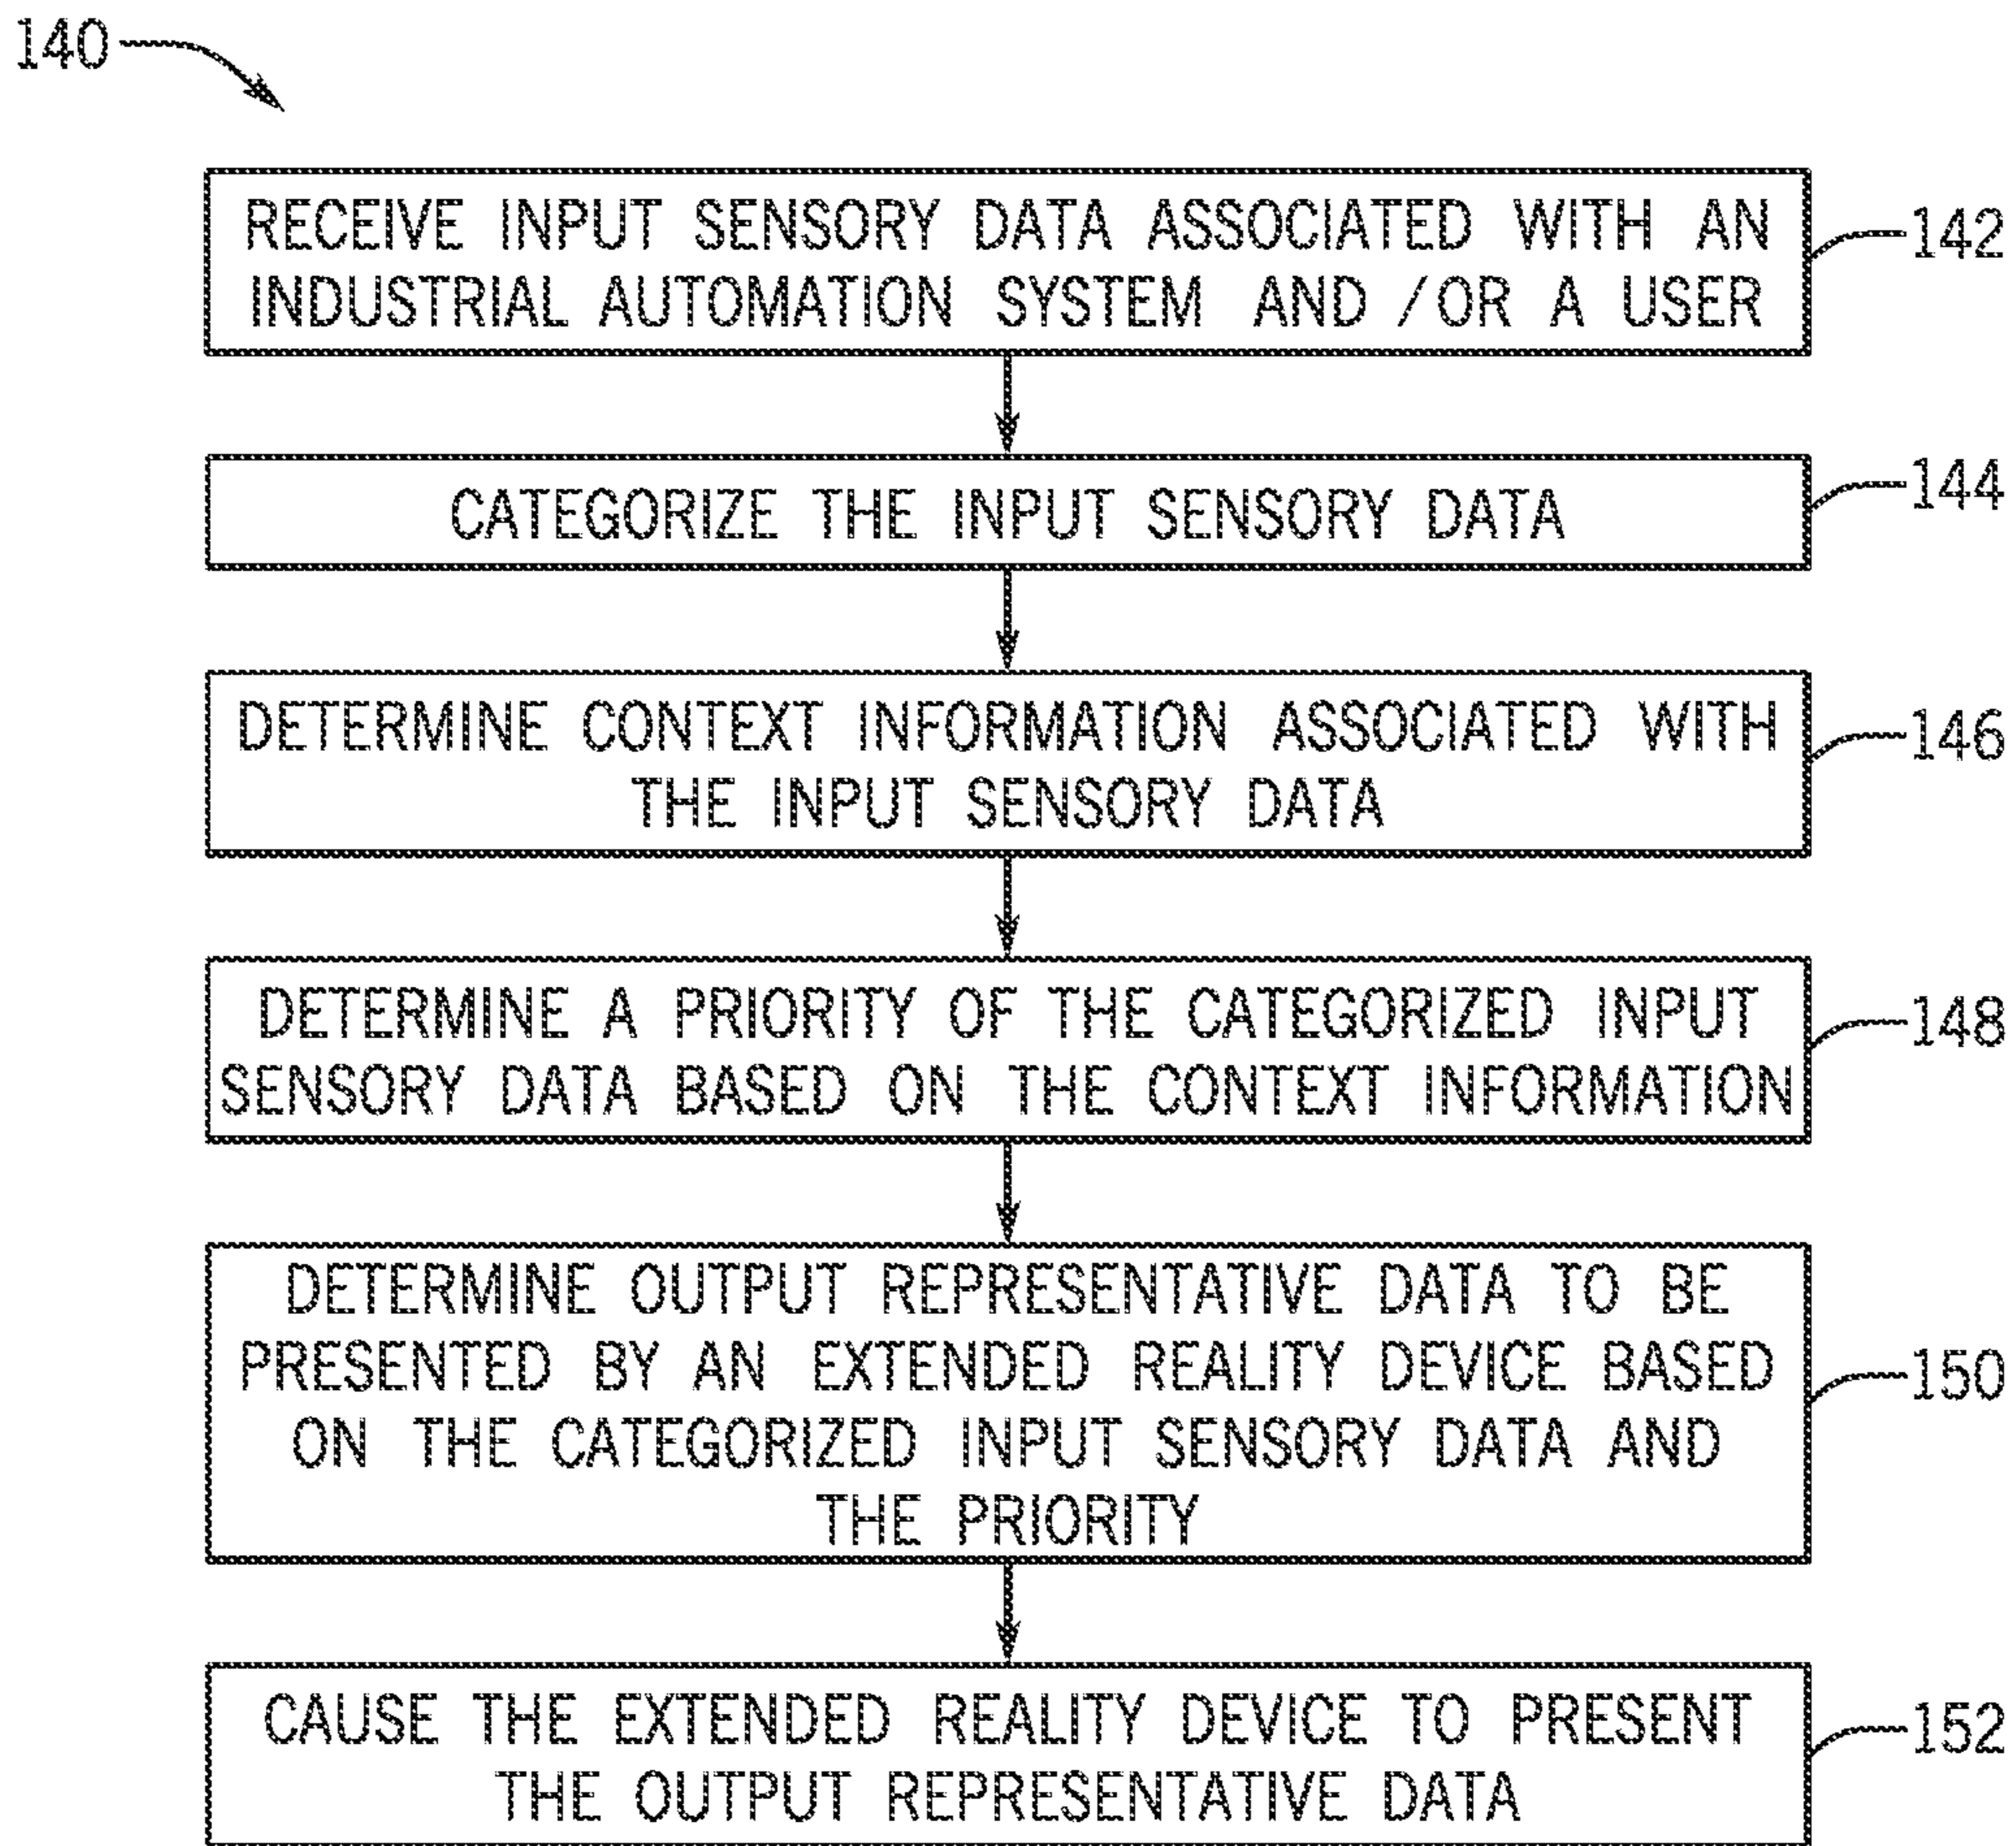 140
RECEIVE INPUT SENSORY DATA ASSOCIATED WITH AN
INDUSTRIAL AUTOMATION SYSTEM AND /OR A USER
142
CATEGORIZE THE INPUT SENSORY DATA
144
DETERMINE CONTEXT INFORMATION ASSOCIATED WITH
THE INPUT SENSORY DATA
146
DETERMINE A PRIORITY OF THE CATEGORIZED INPUT
SENSORY DATA BASED ON THE CONTEXT INFORMATION
148
DETERMINE OUTPUT REPRESENTATIVE DATA TO BE
PRESENTED BY AN EXTENDED REALITY DEVICE BASED
ON THE CATEGORIZED INPUT SENSORY DATA AND
THE PRIORITY
150
CAUSE THE EXTENDED REALITY DEVICE TO PRESENT
THE OUTPUT REPRESENTATIVE DATA
152